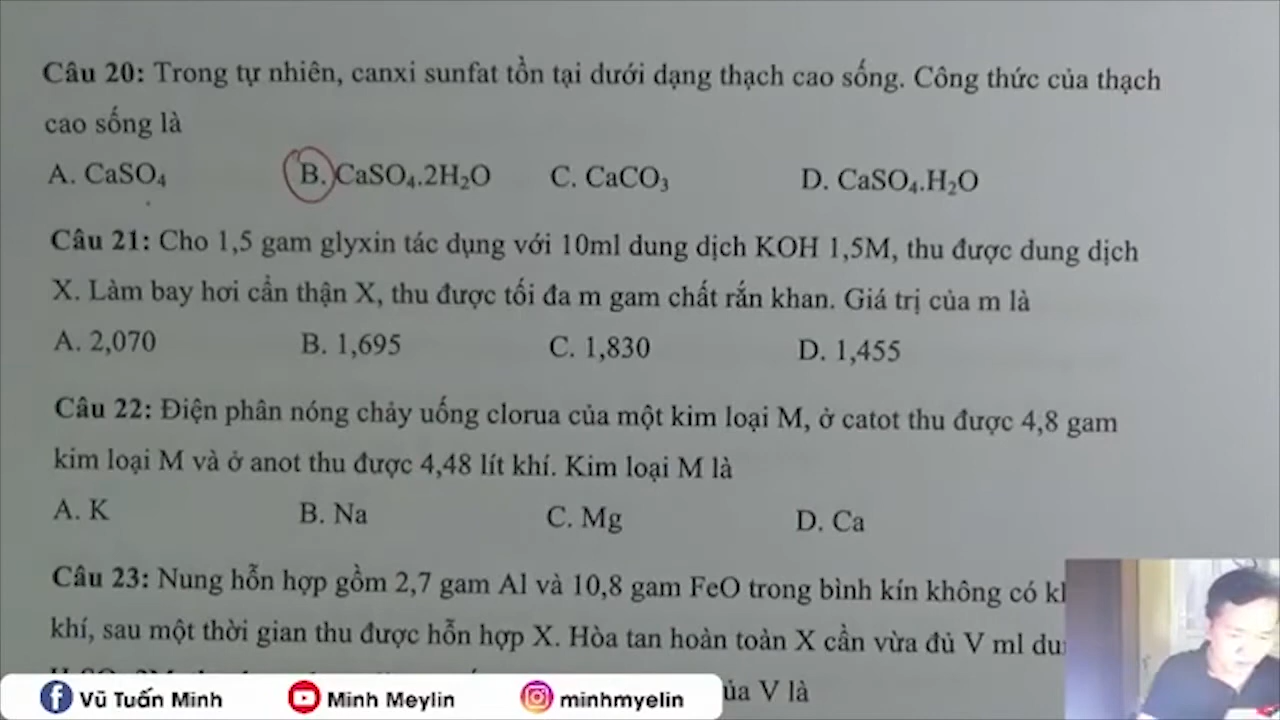 Câu 20: Trong tự nhiên, canxi sunfat tồn tại dưới dạng thạch cao sống. Công thức của thạch
cao sống là
A. CaSO₄ B. CaSO₄.2H₂O C. CaCO₃ D. CaSO₄.H₂O
Câu 21: Cho 1,5 gam glyxin tác dụng với 10ml dung dịch KOH 1,5M, thu được dung dịch
X. Làm bay hơi cẩn thận X, thu được tối đa m gam chất rắn khan. Giá trị của m là
A. 2,070 B. 1,695 C. 1,830 D. 1,455
Câu 22: Điện phân nóng chảy uống clorua của một kim loại M, ở catot thu được 4,8 gam
kim loại M và ở anot thu được 4,48 lít khí. Kim loại M là
A. K B. Na C. Mg D. Ca
Câu 23: Nung hỗn hợp gồm 2,7 gam Al và 10,8 gam FeO trong bình kín không có
khí, sau một thời gian thu được hỗn hợp X. Hòa tan hoàn toàn X cần vừa đủ V ml
V là
Vũ Tuấn Minh Minh Meylin minhmyelin